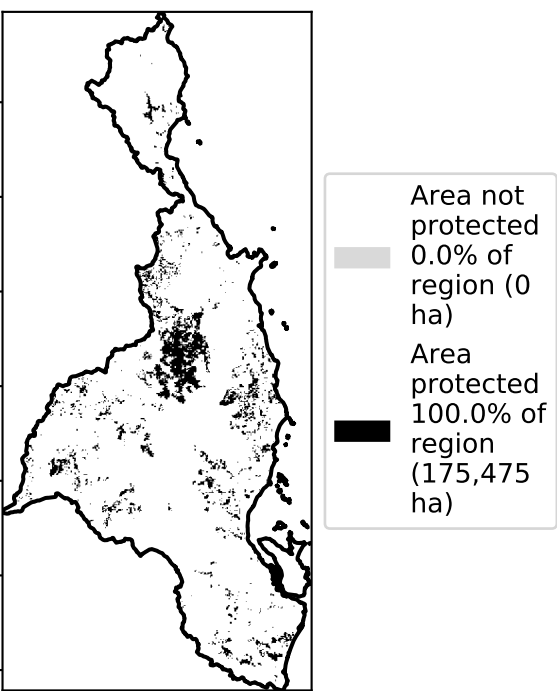 Area not
protected
0.0% of
region (0
ha)
Area
protected
100.0% of
region
(175,475
ha)